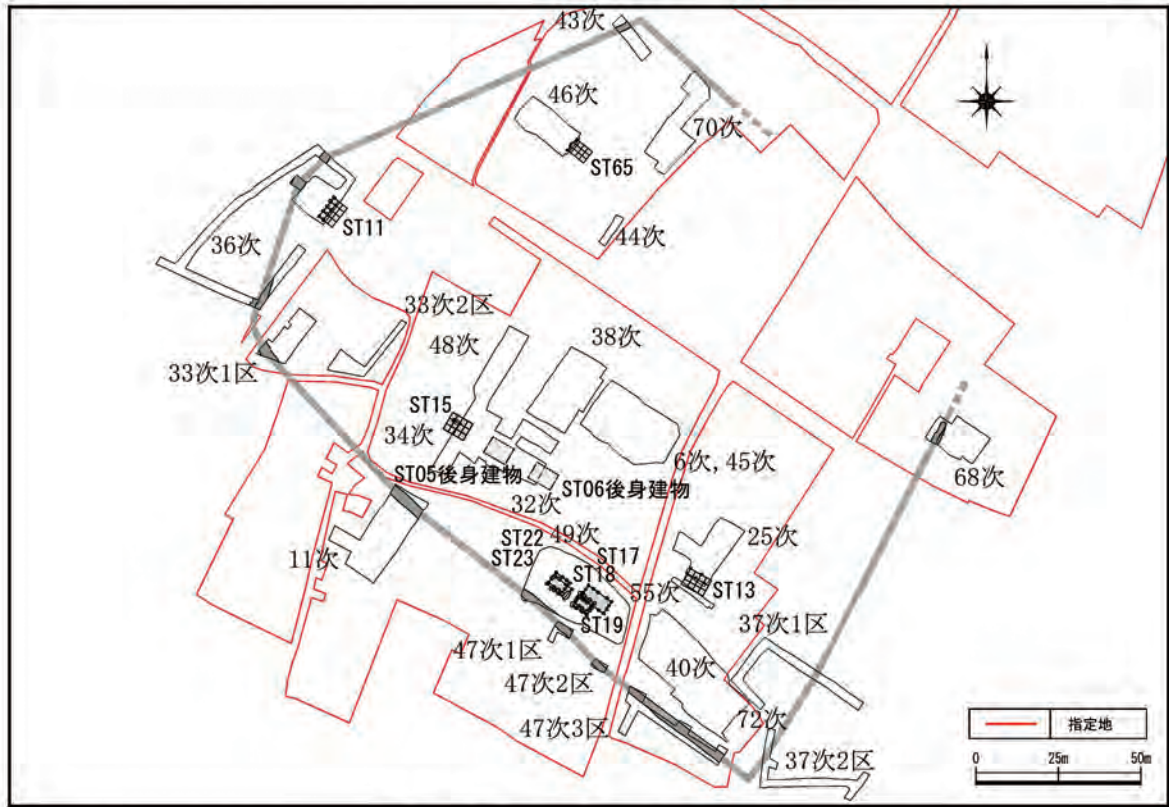 43次
46次
70次
ST65
ST11
44次
36次
33次2区
48次
38次
33次1区
ST15
34次
6次, 45次
68次
ST05後身建物
ST06後身建物
32次
49次
25次
ST22
ST17
ST23
11次
ST18
55次
ST13
ST19
37次1区
47次1区
40次
47次2区
72次
47次3区
37次2区
指定地
0 25m 50m